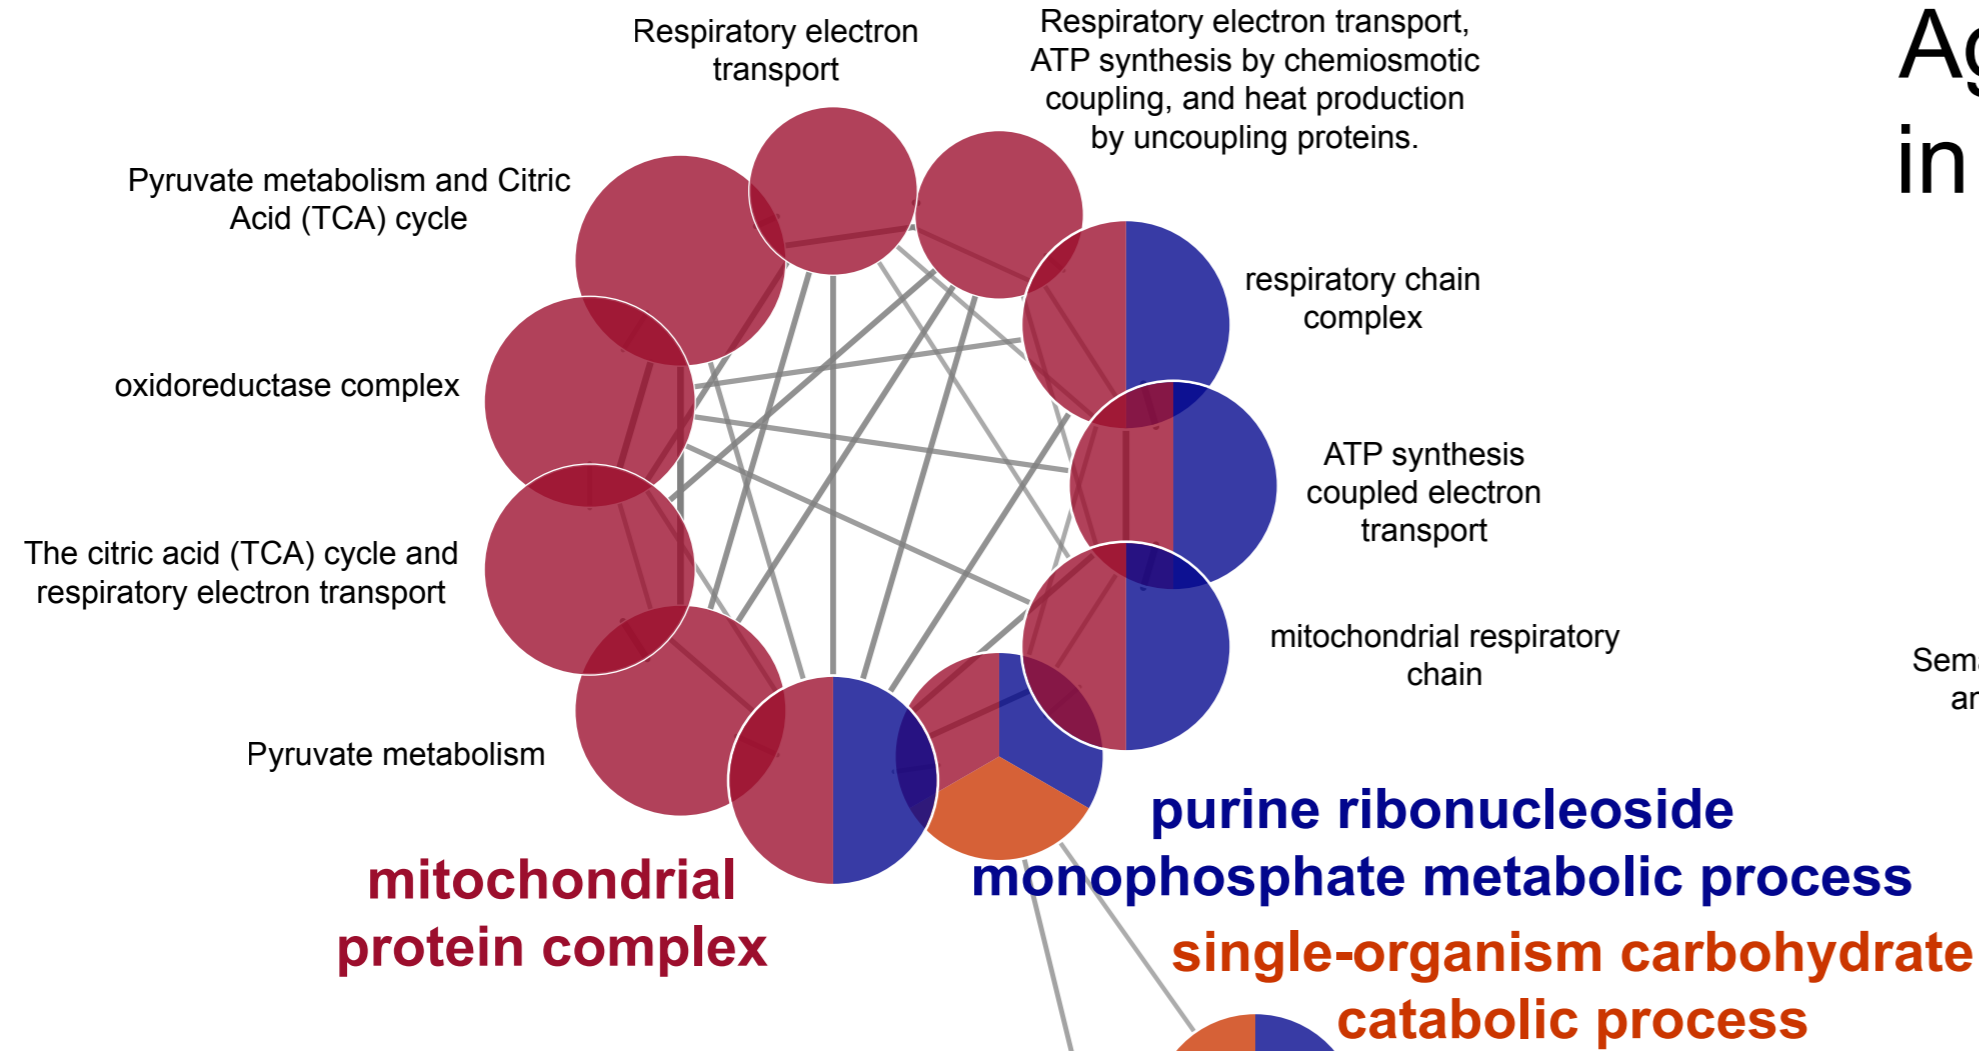 Respiratory electron
transport
Respiratory electron transport,
ATP synthesis by chemiosmotic
coupling, and heat production
by uncoupling proteins.
Pyruvate metabolism and Citric
Acid (TCA) cycle
respiratory chain
complex
oxidoreductase complex
ATP synthesis
coupled electron
transport
The citric acid (TCA) cycle and
respiratory electron transport
mitochondrial respiratory
chain
Pyruvate metabolism
mitochondrial
protein complex
purine ribonucleoside
monophosphate metabolic process
single-organism carbohydrate
catabolic process
in